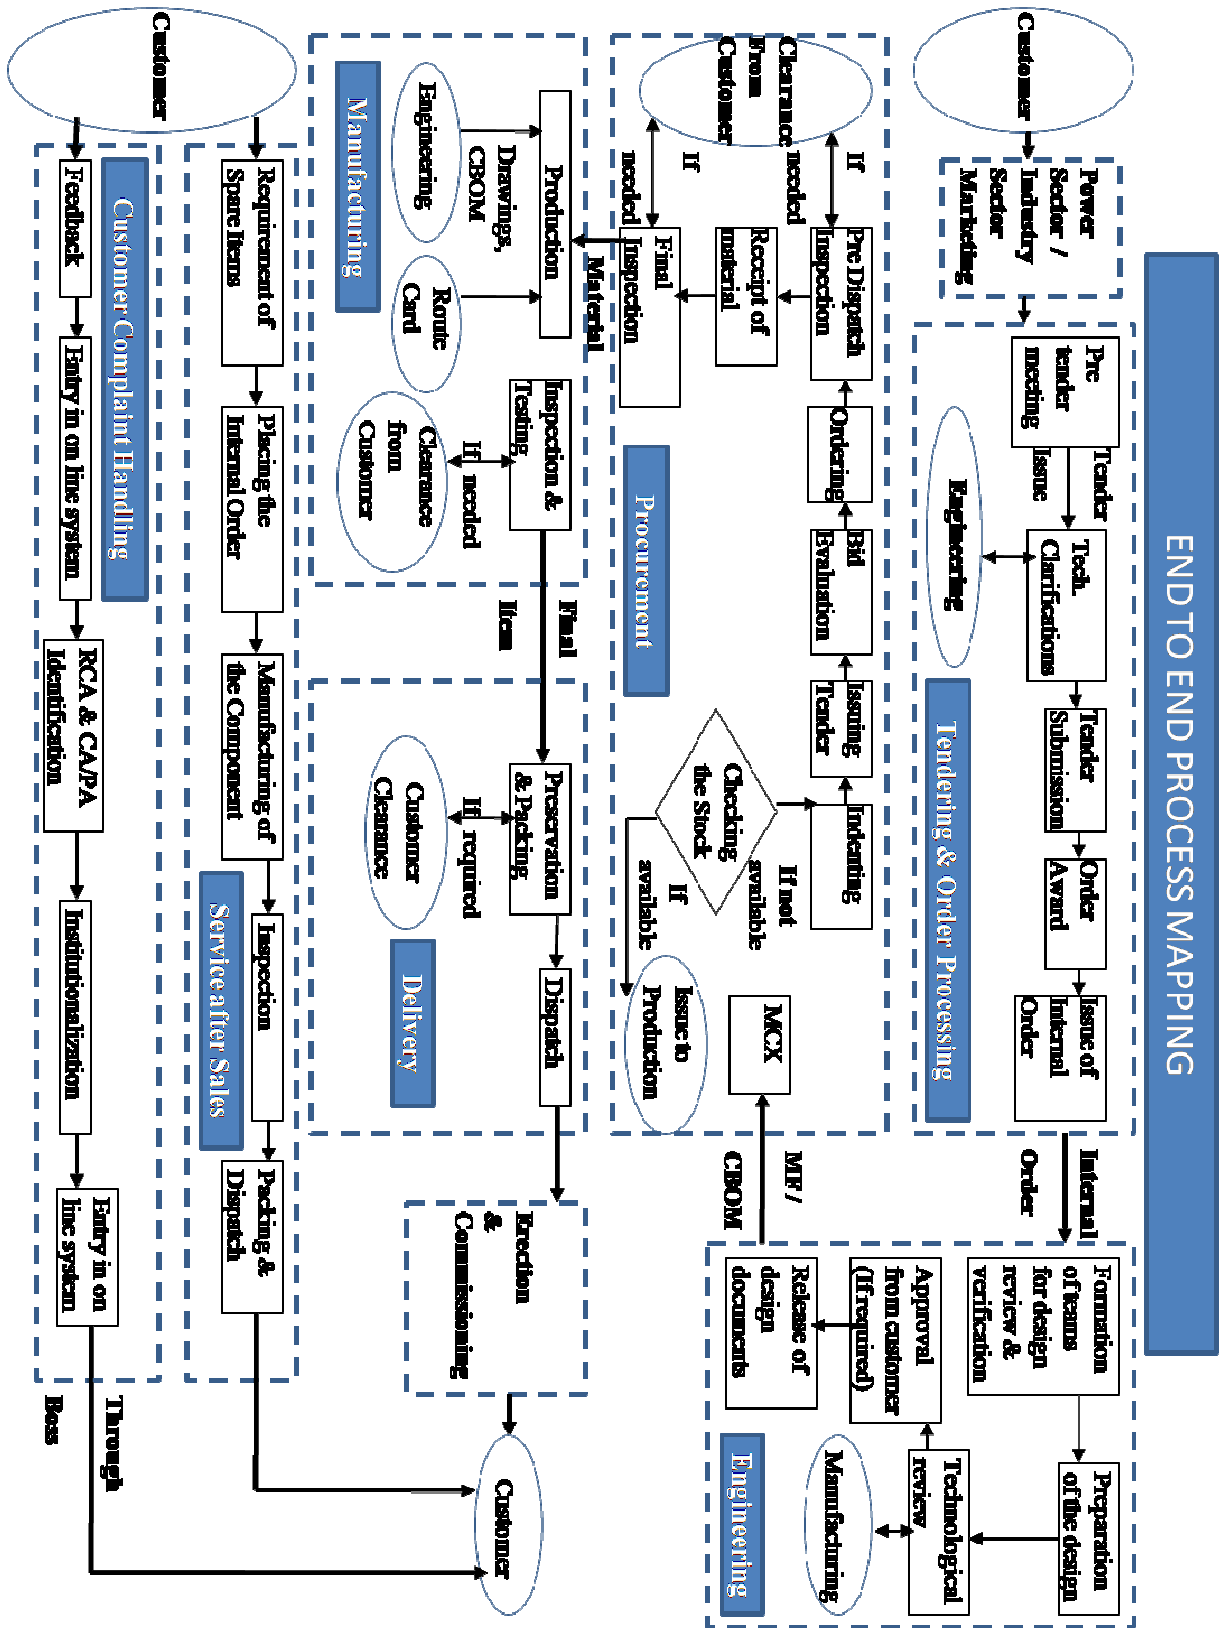 END TO END PROCESS MAPPING
Customer
Power
Sector /
Industry
Sector
Marketing
Pre
tender
meeting
Tender
Issue
Tech.
Clarifications
Engineering
Tender
Submission
Order
Award
Issue of
Internal
Order
Tendering & Order Processing
Internal
Order
Formation
of teams
for design
review &
verification
Preparation
of the design
Technological
review
Manufacturing
Approval
from customer
(If required)
Release of
design
documents
Engineering
MF /
CBOM
MCX
Checking
the Stock
If not
available
If
available
Issue to
Production
Indenting
Issuing
Tender
Bid
Evaluation
Ordering
Pre Dispatch
Inspection
If
needed
Clearance
From
Customer
Receipt of
material
Final
Inspection
If
needed
Procurement
Material
Production
Engineering
Drawings,
CBOM
Route
Card
Manufacturing
Inspection &
Testing
If
needed
Clearance
from
Customer
Final
Item
Preservation
& Packing
If
required
Customer
Clearance
Dispatch
Delivery
Erection
&
Commissioning
Customer
Customer
Requirement of
Spare Items
Placing the
Internal Order
Manufacturing of
the Component
Inspection
Packing &
Dispatch
Service after Sales
Customer Complaint Handling
Feedback
Entry in on line system
RCA & CA/PA
Identification
Institutionalization
Entry in on
line system
Through
Boss